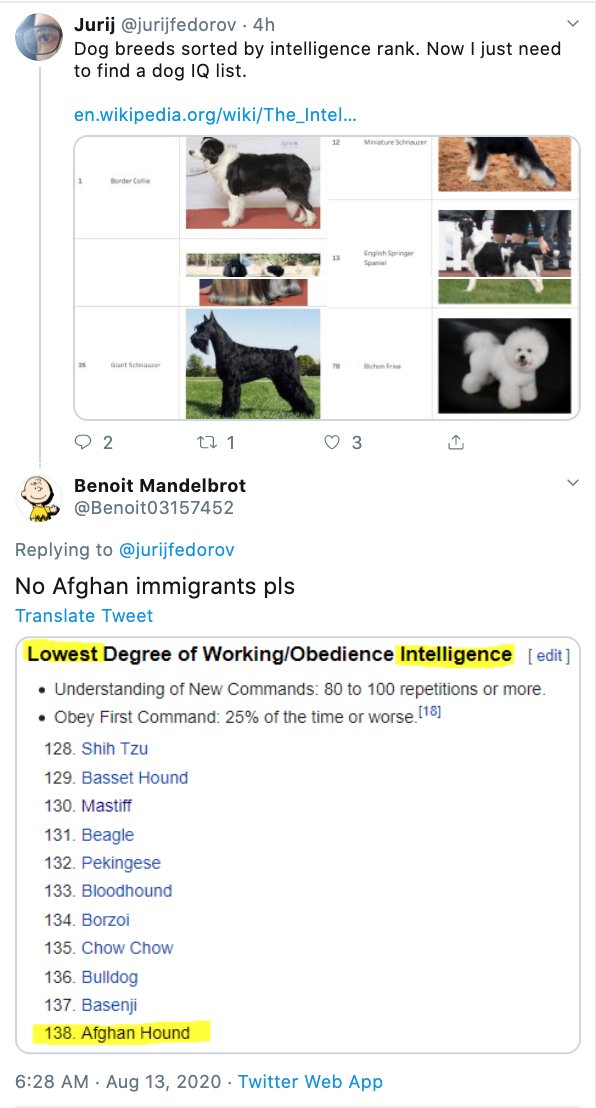 Jurij @jurijfedorov · 4h
Dog breeds sorted by intelligence rank. Now I just need
to find a dog IQ list.
en.wikipedia.org/wiki/The_Intel...
1 Border Collie
12 Miniature Schnauzer
13 English Springer
Spaniel
35 Giant Schnauzer
78 Bichon Frise
2 1 3
Benoit Mandelbrot
@Benoit03157452
Replying to @jurijfedorov
No Afghan immigrants pls
Translate Tweet
Lowest Degree of Working/Obedience Intelligence [ edit ]
• Understanding of New Commands: 80 to 100 repetitions or more.
• Obey First Command: 25% of the time or worse.[18]
128. Shih Tzu
129. Basset Hound
130. Mastiff
131. Beagle
132. Pekingese
133. Bloodhound
134. Borzoi
135. Chow Chow
136. Bulldog
137. Basenji
138. Afghan Hound
6:28 AM · Aug 13, 2020 · Twitter Web App